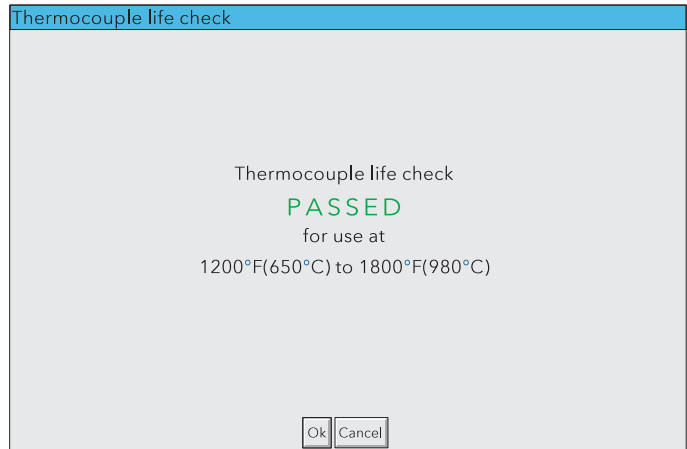 Thermocouple life check
Thermocouple life check
PASSED
for use at
1200°F(650°C) to 1800°F(980°C)
Ok Cancel